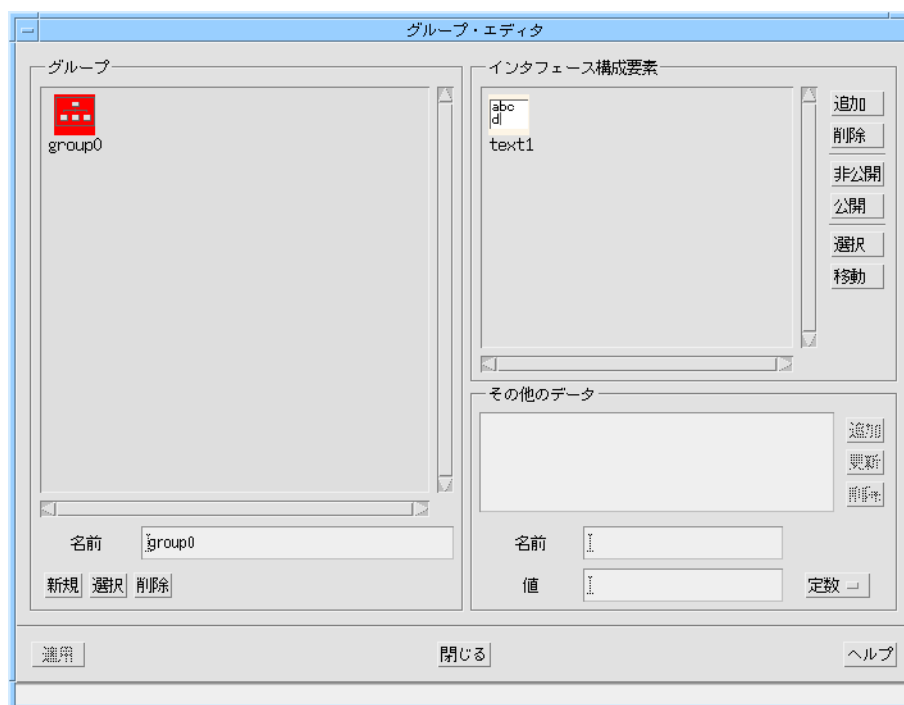 グループ・エディタ
グループ
group0
名前 group0
新規 選択 削除
インタフェース構成要素
abc
d
text1
追加
削除
非公開
公開
選択
移動
その他のデータ
追加
更新
削除
名前
値 定数
適用 閉じる ヘルプ